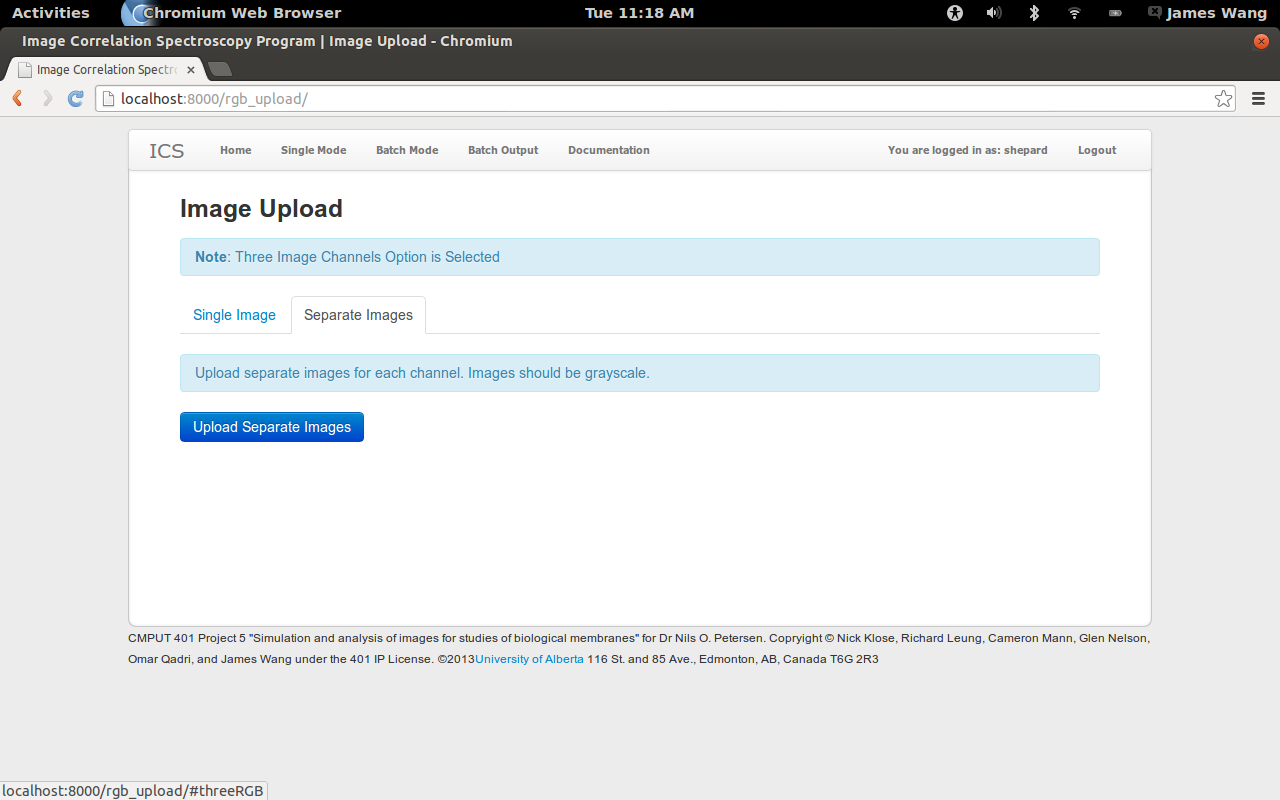 Activities Chromium Web Browser Tue 11:18 AM James Wang
Image Correlation Spectroscopy Program | Image Upload - Chromium
Image Correlation Spectr
localhost:8000/rgb_upload/
ICS Home Single Mode Batch Mode Batch Output Documentation You are logged in as: shepard Logout
Image Upload
Note: Three Image Channels Option is Selected
Single Image Separate Images
Upload separate images for each channel. Images should be grayscale.
Upload Separate Images
CMPUT 401 Project 5 "Simulation and analysis of images for studies of biological membranes" for Dr Nils O. Petersen. Copryight © Nick Klose, Richard Leung, Cameron Mann, Glen Nelson,
Omar Qadri, and James Wang under the 401 IP License. ©2013University of Alberta 116 St. and 85 Ave., Edmonton, AB, Canada T6G 2R3
localhost:8000/rgb_upload/#threeRGB